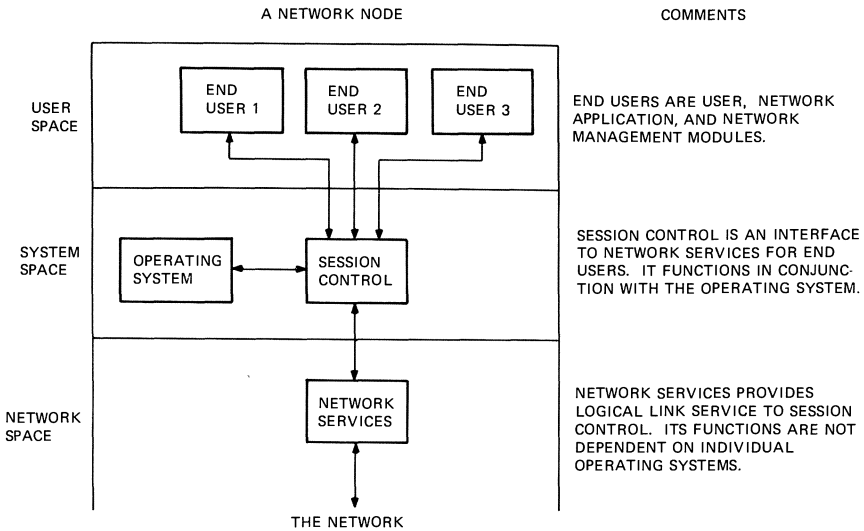 A NETWORK NODE
COMMENTS
USER
SPACE
END
USER 1
END
USER 2
END
USER 3
END USERS ARE USER, NETWORK
APPLICATION, AND NETWORK
MANAGEMENT MODULES.
SYSTEM
SPACE
OPERATING
SYSTEM
SESSION
CONTROL
SESSION CONTROL IS AN INTERFACE
TO NETWORK SERVICES FOR END
USERS. IT FUNCTIONS IN CONJUNC-
TION WITH THE OPERATING SYSTEM.
NETWORK
SPACE
NETWORK
SERVICES
NETWORK SERVICES PROVIDES
LOGICAL LINK SERVICE TO SESSION
CONTROL. ITS FUNCTIONS ARE NOT
DEPENDENT ON INDIVIDUAL
OPERATING SYSTEMS.
THE NETWORK